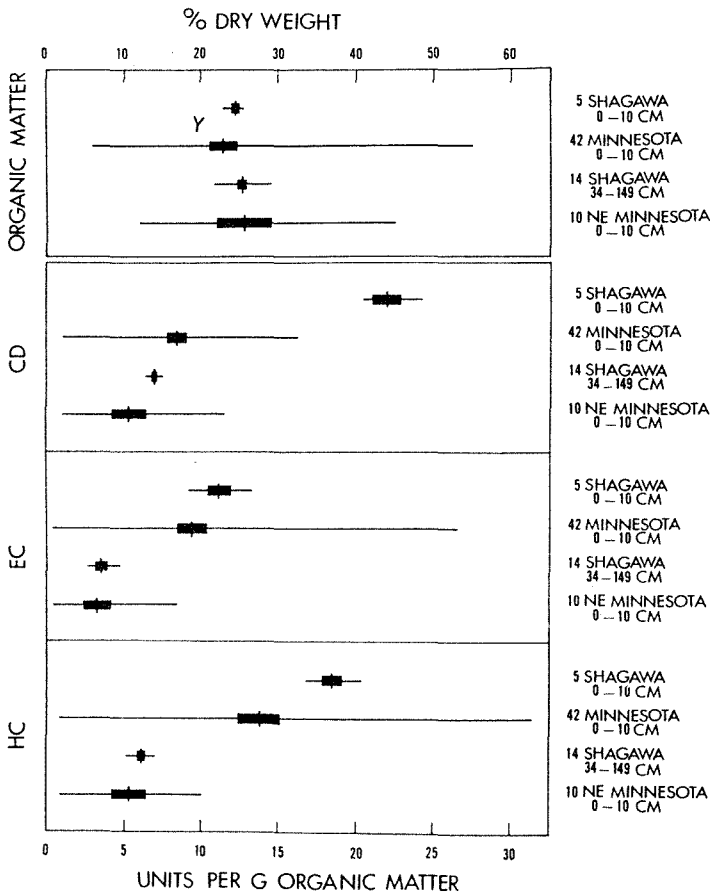 % DRY WEIGHT
0 10 20 30 40 50 60
ORGANIC MATTER
Y
5 SHAGAWA
0–10 CM
42 MINNESOTA
0–10 CM
14 SHAGAWA
34–149 CM
10 NE MINNESOTA
0–10 CM
CD
5 SHAGAWA
0–10 CM
42 MINNESOTA
0–10 CM
14 SHAGAWA
34–149 CM
10 NE MINNESOTA
0–10 CM
EC
5 SHAGAWA
0–10 CM
42 MINNESOTA
0–10 CM
14 SHAGAWA
34–149 CM
10 NE MINNESOTA
0–10 CM
HC
5 SHAGAWA
0–10 CM
42 MINNESOTA
0–10 CM
14 SHAGAWA
34–149 CM
10 NE MINNESOTA
0–10 CM
0 5 10 15 20 25 30
UNITS PER G ORGANIC MATTER